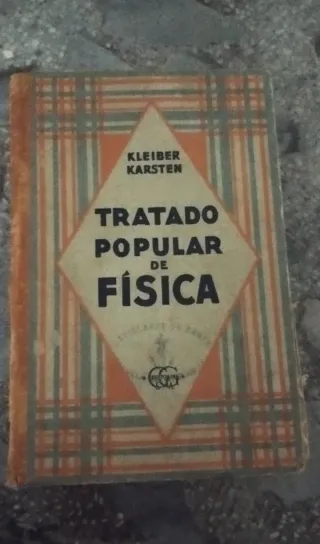 KLEIBER
KARSTEN
TRATADO
POPULAR
DE
FÍSICA